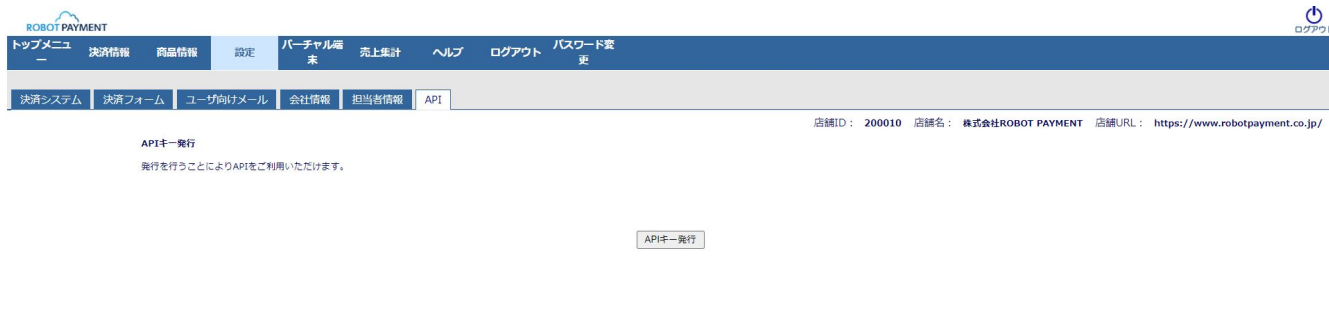 ROBOT PAYMENT
ログアウト
トップメニュー 決済情報 商品情報 設定 バーチャル端末 売上集計 ヘルプ ログアウト パスワード変更
決済システム 決済フォーム ユーザ向けメール 会社情報 担当者情報 API
店舗ID： 200010 店舗名： 株式会社ROBOT PAYMENT 店舗URL： https://www.robotpayment.co.jp/
APIキー発行
発行を行うことによりAPIをご利用いただけます。
APIキー発行